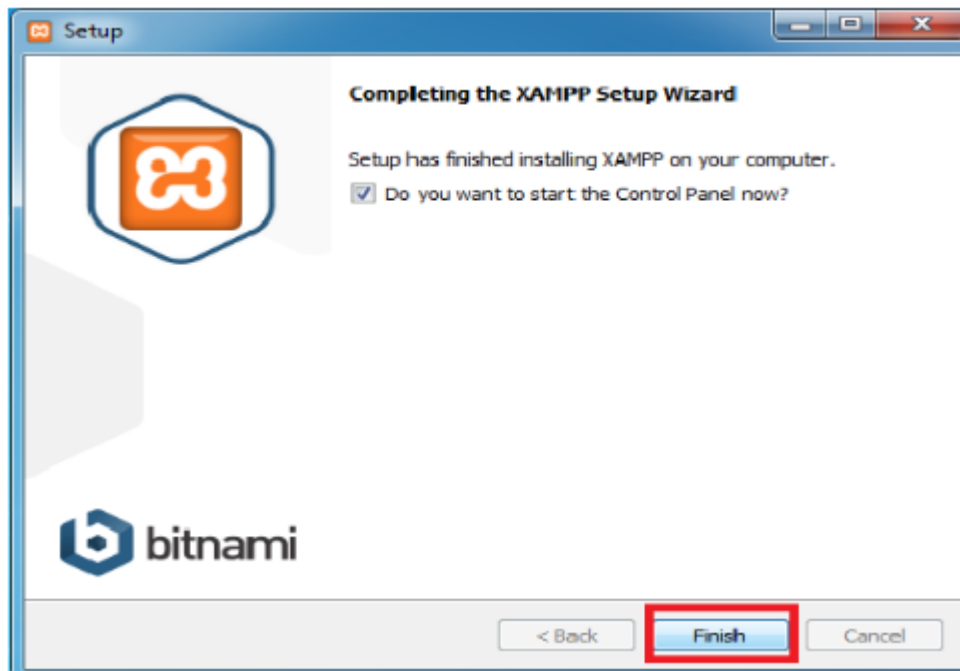 Setup
Completing the XAMPP Setup Wizard
Setup has finished installing XAMPP on your computer.
Do you want to start the Control Panel now?
bitnami
< Back
Finish
Cancel